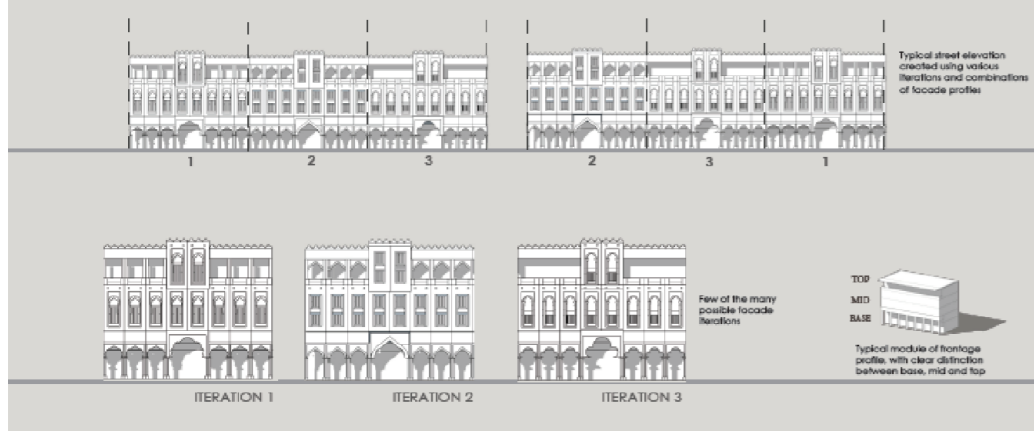 Typical street elevation
created using various
iterations and combinations
of facade profiles
1
2
3
2
3
1
Few of the many
possible facade
iterations
TOP
MID
BASE
Typical module of frontage
profile, with clear distinction
between base, mid and top
ITERATION 1
ITERATION 2
ITERATION 3